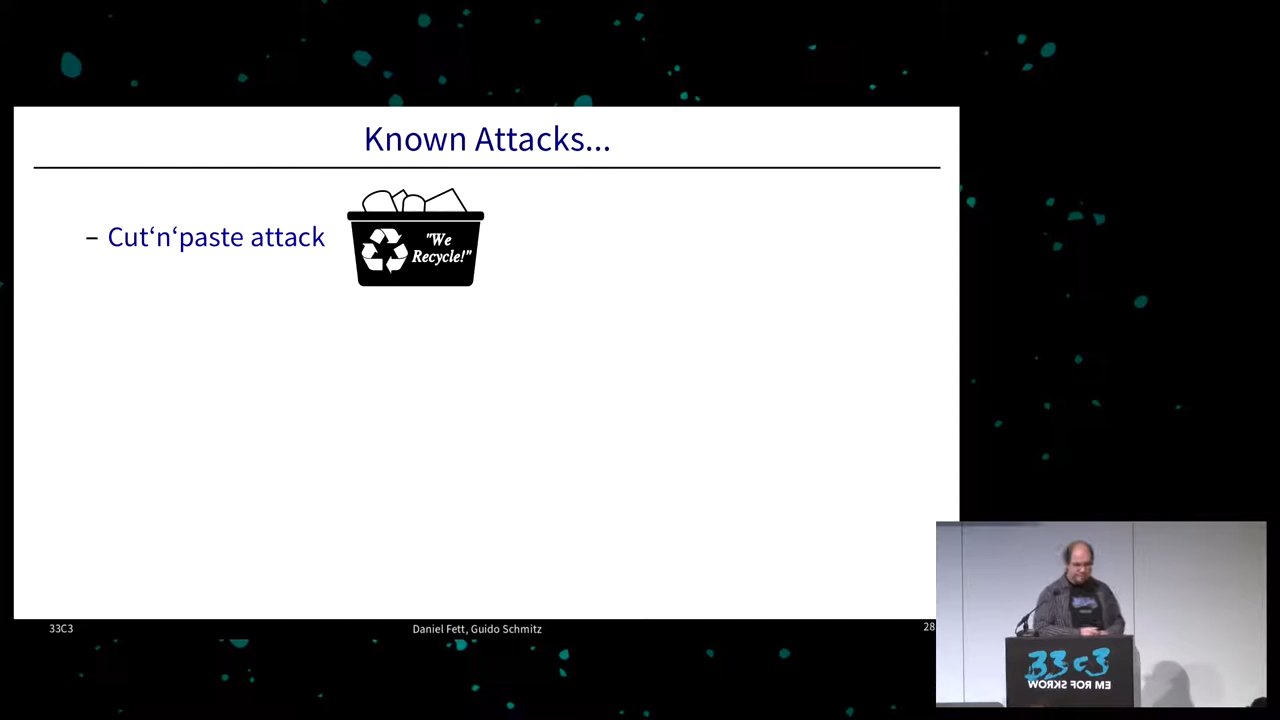 Known Attacks...
– Cut‘n‘paste attack
"We
Recycle!"
33C3
Daniel Fett, Guido Schmitz
28
33c3
WORKS FOR ME